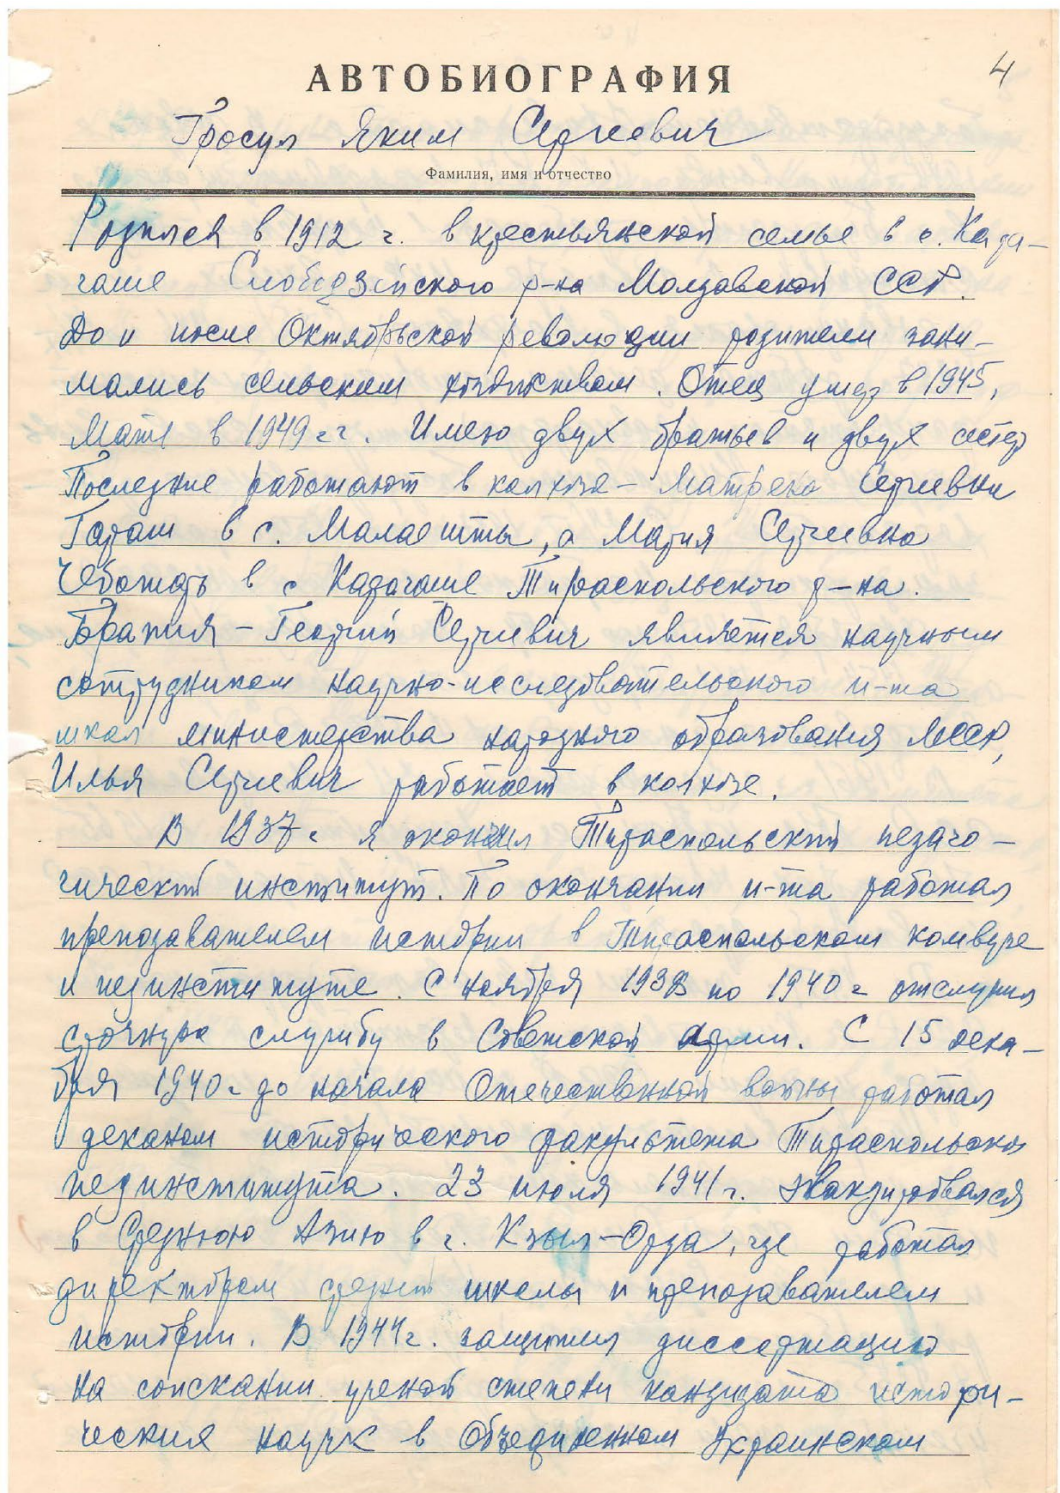 4
АВТОБИОГРАФИЯ
Гросул Яким Сергеевич
Фамилия, имя и отчество
Родился в 1912 г. в крестьянской семье в с. Кара-
гаше Слободзейского р-на Молдавской ССР.
До и после Октябрьской революции родители зани-
мались сельским хозяйством. Отец умер в 1945,
Мать в 1949 гг. Имею двух братьев и двух сестер
Последние работают в колхозе – Матрена Сергеевна
Гараш в с. Малаешты, а Мария Сергеевна
Чеботарь в с Карагаше Тираспольского р-на.
Братья – Георгий Сергеевич является научным
сотрудником научно-исследовательского и-та
школ министерства народного образования МССР,
Илья Сергеевич работает в колхозе.
В 1937 г я окончил Тираспольский педаго-
гический институт. По окончании и-та работал
преподавателем истории в Тираспольском комвузе
и пединституте. С ноября 1938 по 1940 г отслужил
срочную службу в Советской армии. С 15 дека-
бря 1940 г до начала Отечественной войны работал
деканом исторического факультета Тираспольского
пединститута. 23 июля 1941 г. эвакуировался
в Среднюю Азию в г. Кзыл-Орда, где работал
директором средней школы и преподавателем
истории. В 1944 г. защитил диссертацию
на соискании ученой степени кандидата истори-
ческих наук в Объединенном Украинском